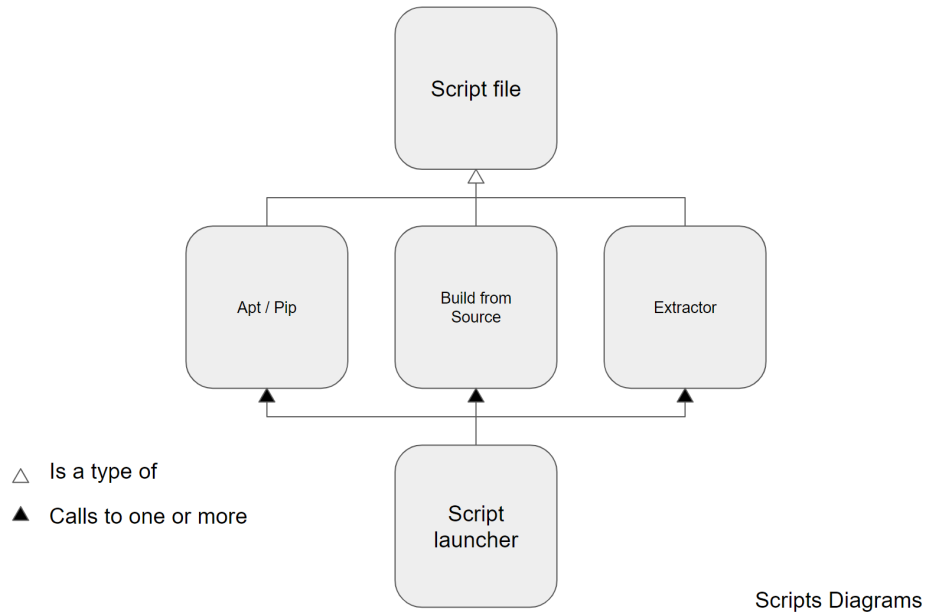 Script file
Apt / Pip
Build from
Source
Extractor
Is a type of
Calls to one or more
Script
launcher
Scripts Diagrams